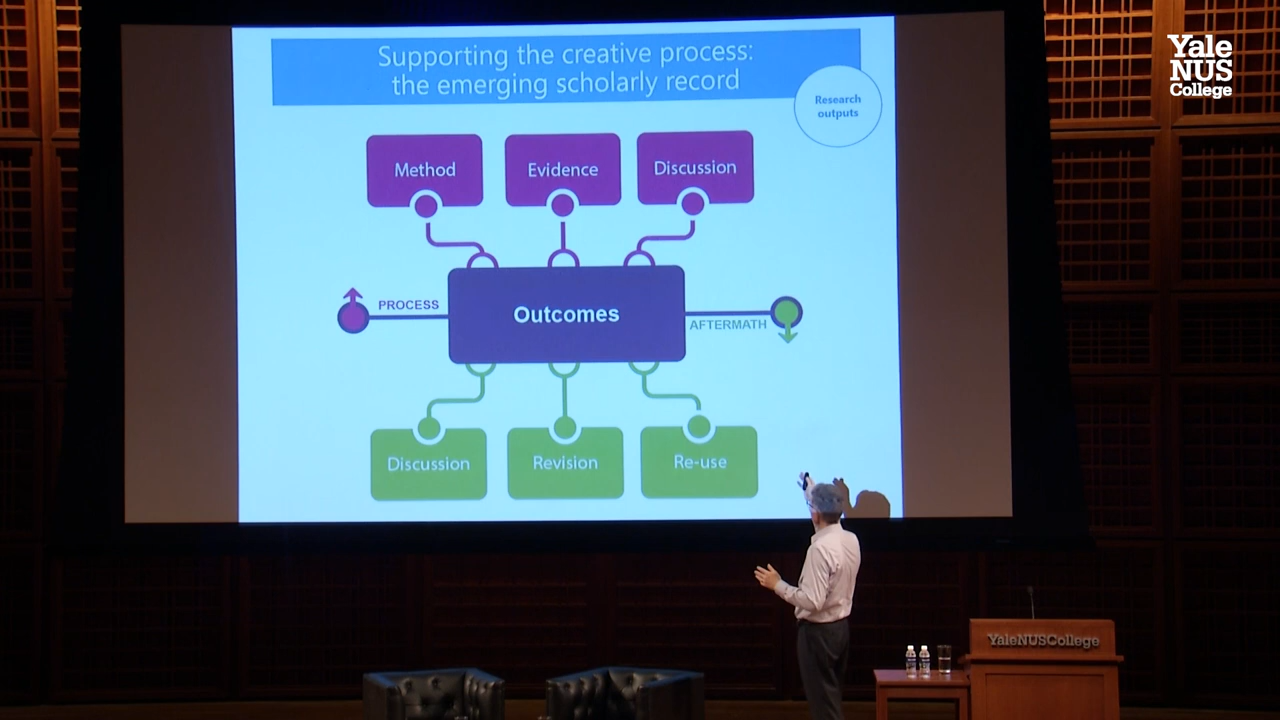 Supporting the creative process:
the emerging scholarly record
Research
outputs
Method
Evidence
Discussion
PROCESS
Outcomes
AFTERMATH
Discussion
Revision
Re-use
Yale
NUS
College
YaleNUSCollege